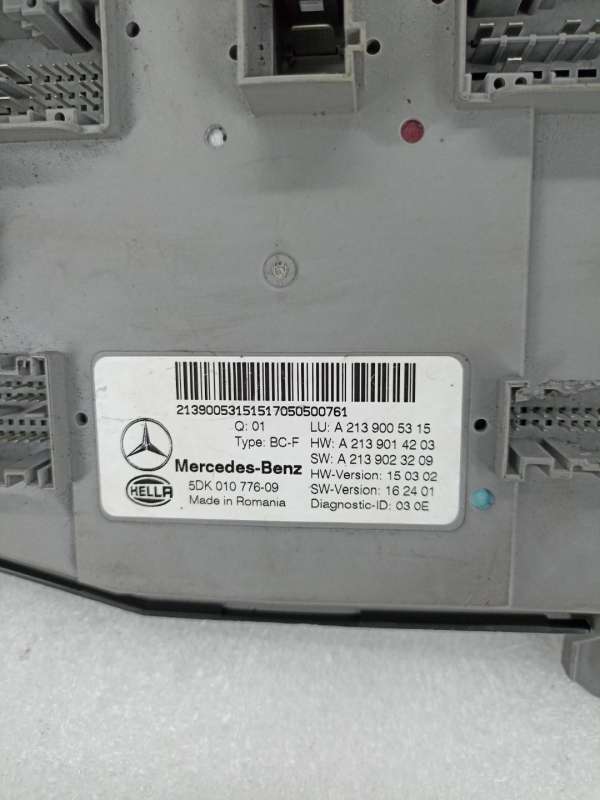 21390053151517050500761
Q: 01 LU: A 213 900 53 15
Type: BC-F HW: A 213 901 42 03
SW: A 213 902 32 09
Mercedes-Benz HW-Version: 15 03 02
HELLA 5DK 010 776-09 SW-Version: 16 24 01
Made in Romania Diagnostic-ID: 03 0E